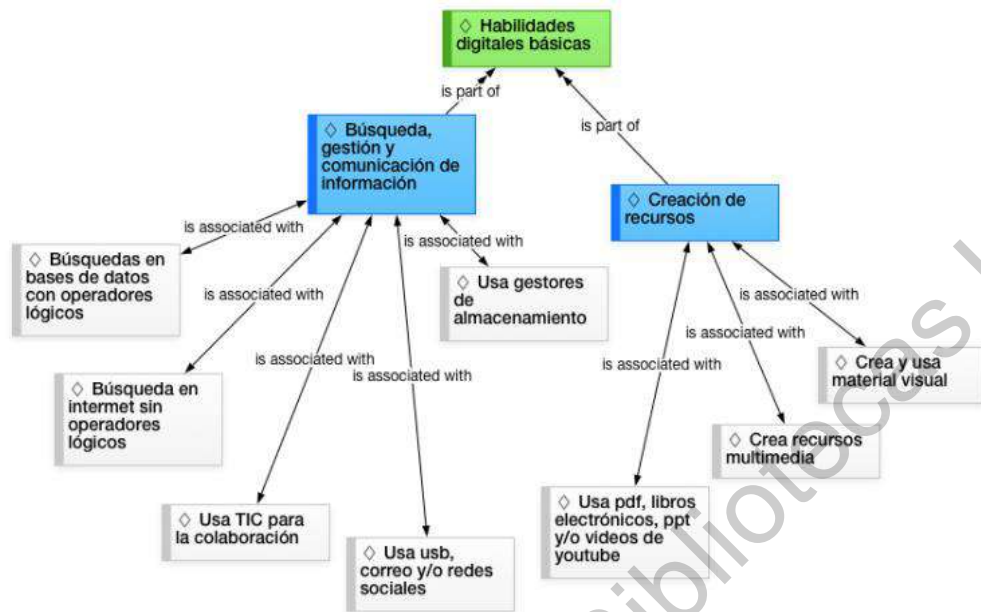 ◇ Habilidades
digitales básicas
is part of
is part of
◇ Búsqueda,
gestión y
comunicación de
información
◇ Creación de
recursos
is associated with
◇ Búsquedas en
bases de datos
con operadores
lógicos
is associated with
◇ Usa gestores
de
almacenamiento
is associated with
◇ Búsqueda en
internet sin
operadores
lógicos
is associated with
◇ Usa TIC para
la colaboración
is associated with
◇ Usa usb,
correo y/o redes
sociales
is associated with
◇ Usa pdf, libros
electrónicos, ppt
y/o videos de
youtube
is associated with
◇ Crea recursos
multimedia
is associated with
◇ Crea y usa
material visual
Bibliotecas